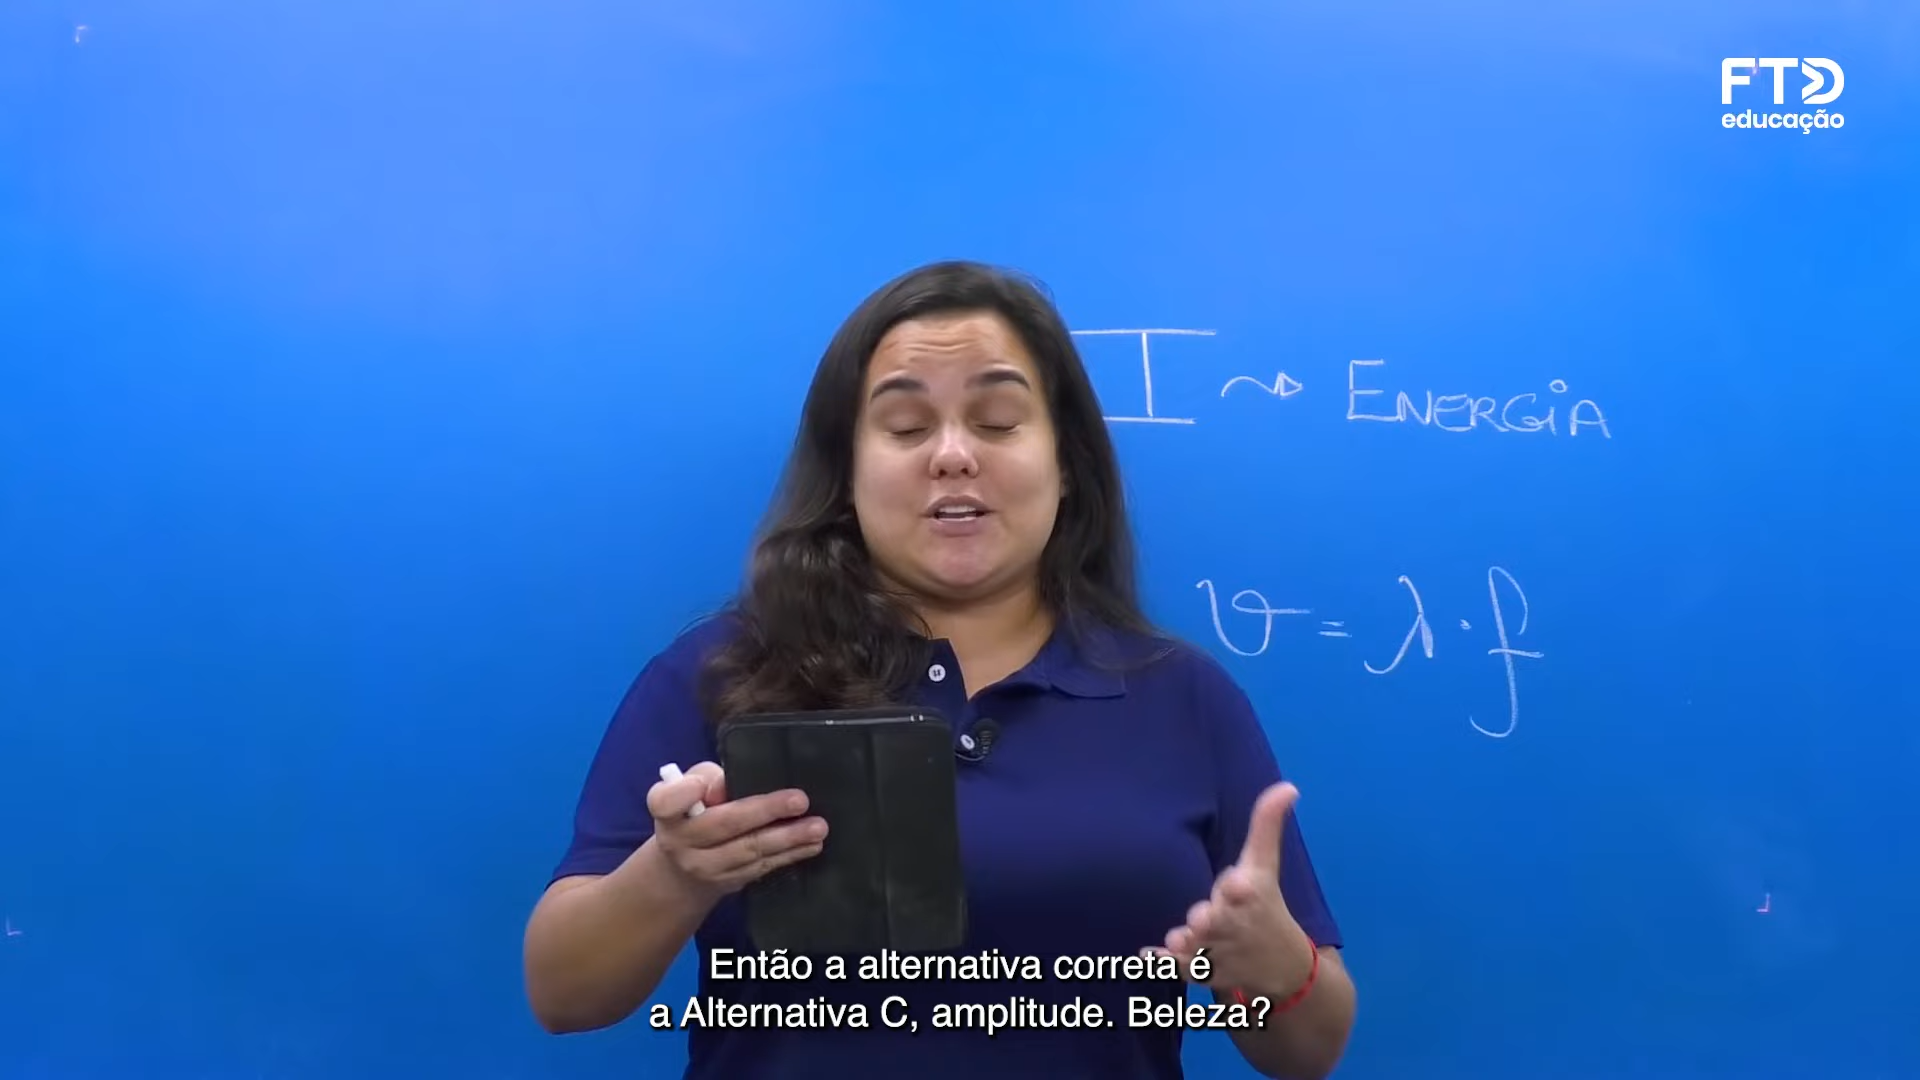 FTD
educação
I ⇝ ENERGiA
v = λ · f
Então a alternativa correta é
a Alternativa C, amplitude. Beleza?